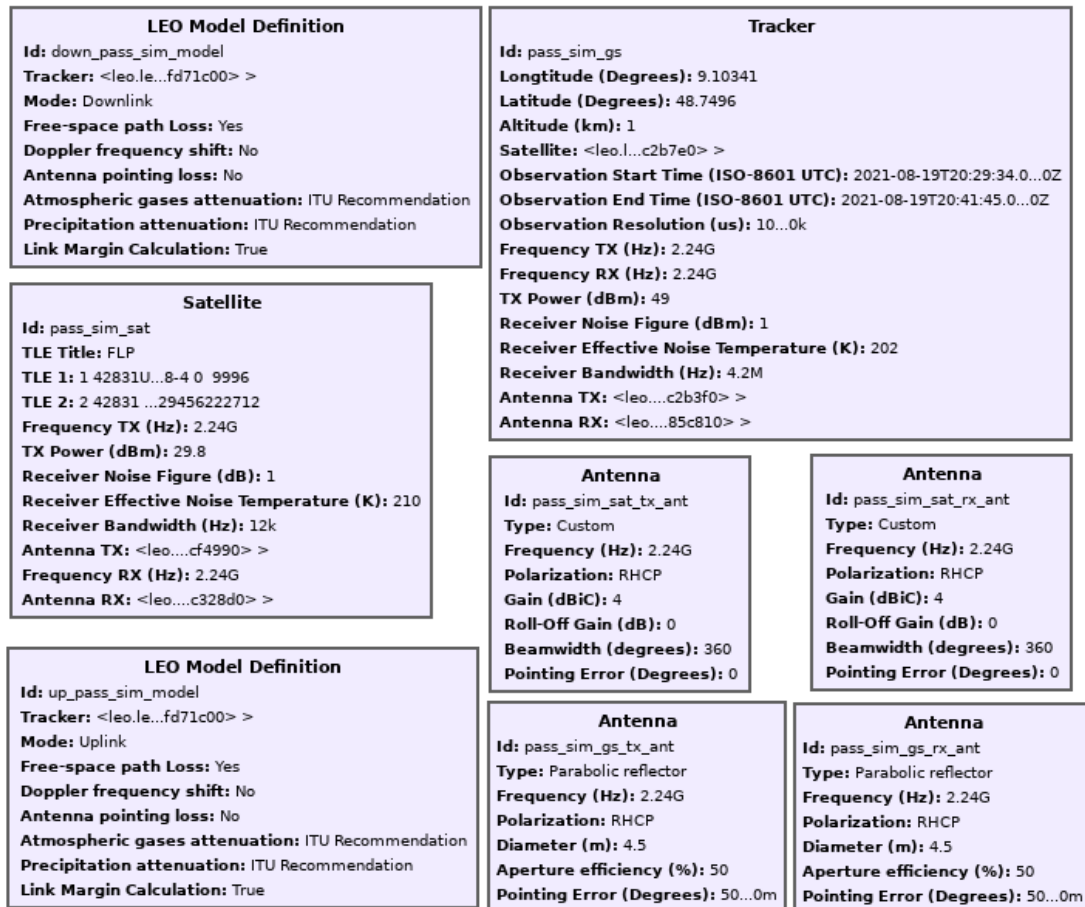 LEO Model Definition
Id: down_pass_sim_model
Tracker: <leo.le...fd71c00> >
Mode: Downlink
Free-space path Loss: Yes
Doppler frequency shift: No
Antenna pointing loss: No
Atmospheric gases attenuation: ITU Recommendation
Precipitation attenuation: ITU Recommendation
Link Margin Calculation: True
Tracker
Id: pass_sim_gs
Longtitude (Degrees): 9.10341
Latitude (Degrees): 48.7496
Altitude (km): 1
Satellite: <leo.l...c2b7e0> >
Observation Start Time (ISO-8601 UTC): 2021-08-19T20:29:34.0...0Z
Observation End Time (ISO-8601 UTC): 2021-08-19T20:41:45.0...0Z
Observation Resolution (us): 10...0k
Frequency TX (Hz): 2.24G
Frequency RX (Hz): 2.24G
TX Power (dBm): 49
Receiver Noise Figure (dBm): 1
Receiver Effective Noise Temperature (K): 202
Receiver Bandwidth (Hz): 4.2M
Antenna TX: <leo....c2b3f0> >
Antenna RX: <leo....85c810> >
Satellite
Id: pass_sim_sat
TLE Title: FLP
TLE 1: 1 42831U...8-4 0 9996
TLE 2: 2 42831 ...29456222712
Frequency TX (Hz): 2.24G
TX Power (dBm): 29.8
Receiver Noise Figure (dB): 1
Receiver Effective Noise Temperature (K): 210
Receiver Bandwidth (Hz): 12k
Antenna TX: <leo....cf4990> >
Frequency RX (Hz): 2.24G
Antenna RX: <leo....c328d0> >
Antenna
Id: pass_sim_sat_tx_ant
Type: Custom
Frequency (Hz): 2.24G
Polarization: RHCP
Gain (dBiC): 4
Roll-Off Gain (dB): 0
Beamwidth (degrees): 360
Pointing Error (Degrees): 0
Antenna
Id: pass_sim_sat_rx_ant
Type: Custom
Frequency (Hz): 2.24G
Polarization: RHCP
Gain (dBiC): 4
Roll-Off Gain (dB): 0
Beamwidth (degrees): 360
Pointing Error (Degrees): 0
LEO Model Definition
Id: up_pass_sim_model
Tracker: <leo.le...fd71c00> >
Mode: Uplink
Free-space path Loss: Yes
Doppler frequency shift: No
Antenna pointing loss: No
Atmospheric gases attenuation: ITU Recommendation
Precipitation attenuation: ITU Recommendation
Link Margin Calculation: True
Antenna
Id: pass_sim_gs_tx_ant
Type: Parabolic reflector
Frequency (Hz): 2.24G
Polarization: RHCP
Diameter (m): 4.5
Aperture efficiency (%): 50
Pointing Error (Degrees): 50...0m
Antenna
Id: pass_sim_gs_rx_ant
Type: Parabolic reflector
Frequency (Hz): 2.24G
Polarization: RHCP
Diameter (m): 4.5
Aperture efficiency (%): 50
Pointing Error (Degrees): 50...0m